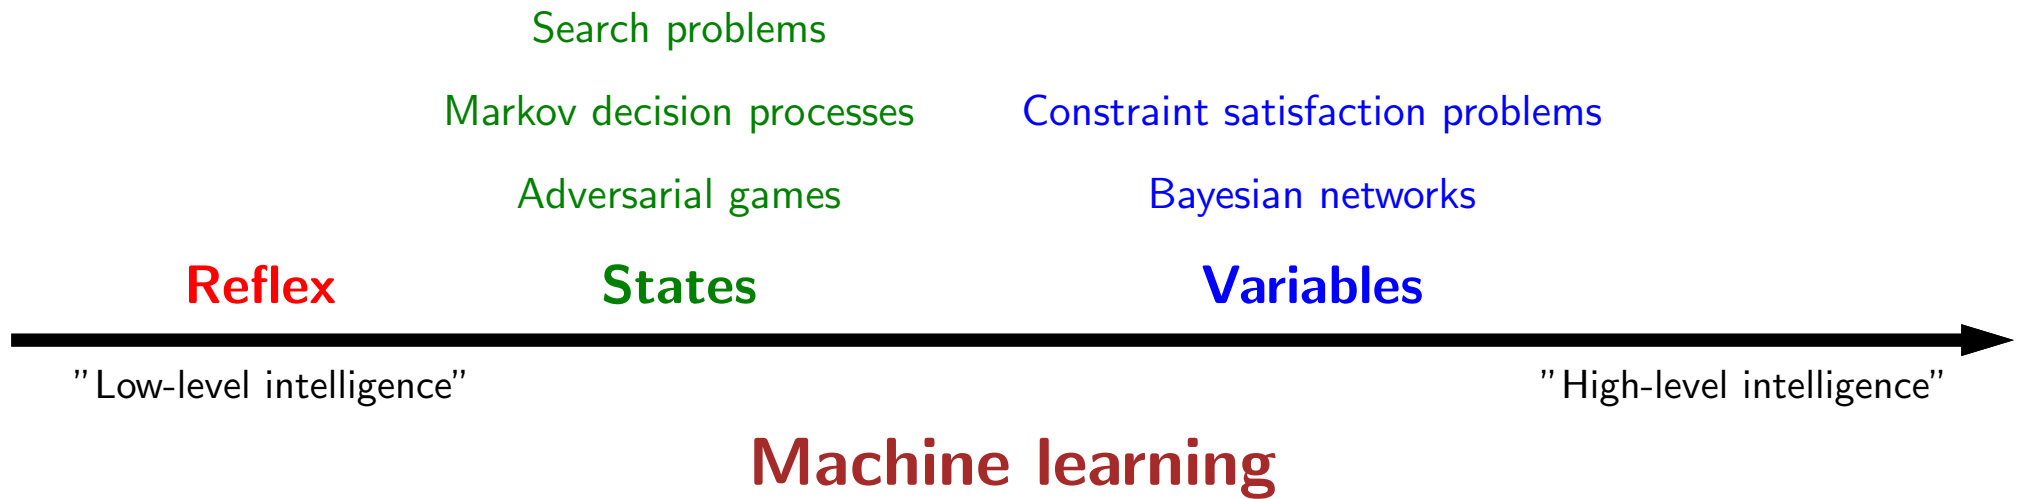 Search problems
Markov decision processes Constraint satisfaction problems
Adversarial games Bayesian networks
Reflex States Variables
"Low-level intelligence" "High-level intelligence"
Machine learning